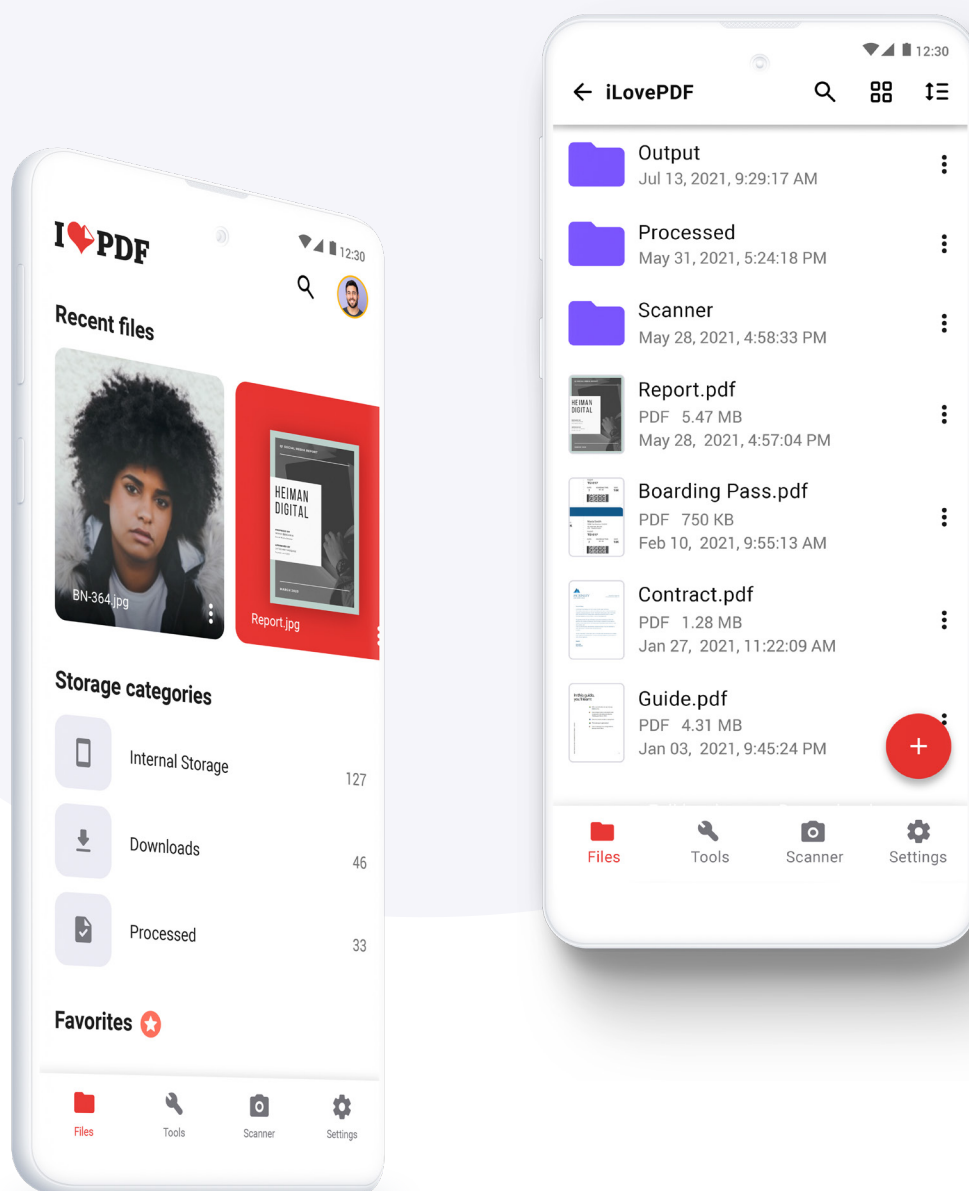 I PDF
12:30
Recent files
HEIMAN
DIGITAL
BN-364.jpg
Report.jpg
Storage categories
Internal Storage
127
Downloads
46
Processed
33
Favorites
Files
Tools
Scanner
Settings
12:30
iLovePDF
Output
Jul 13, 2021, 9:29:17 AM
Processed
May 31, 2021, 5:24:18 PM
Scanner
May 28, 2021, 4:58:33 PM
HEIMAN
DIGITAL
Report.pdf
PDF 5.47 MB
May 28, 2021, 4:57:04 PM
Boarding Pass.pdf
PDF 750 KB
Feb 10, 2021, 9:55:13 AM
Contract.pdf
PDF 1.28 MB
Jan 27, 2021, 11:22:09 AM
Guide.pdf
PDF 4.31 MB
Jan 03, 2021, 9:45:24 PM
Files
Tools
Scanner
Settings